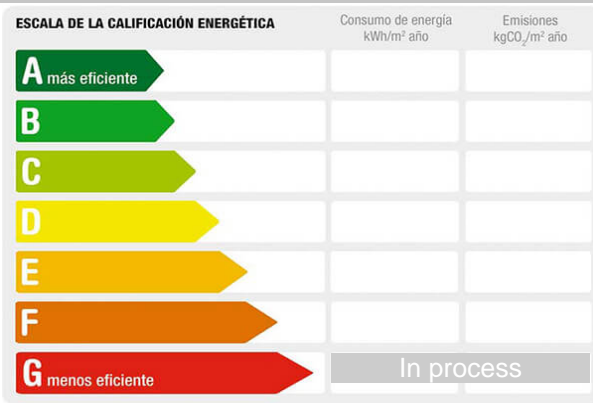 ESCALA DE LA CALIFICACIÓN ENERGÉTICA
Consumo de energía
kWh/m² año
Emisiones
kgCO₂/m² año
A más eficiente
B
C
D
E
F
G menos eficiente
In process